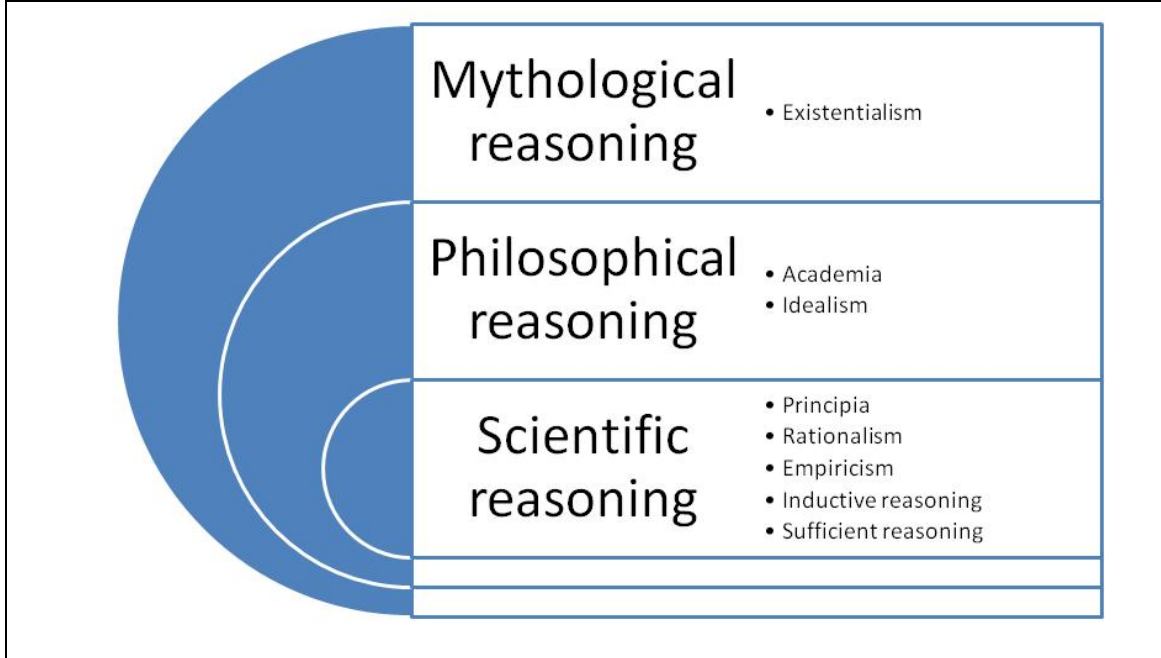 Mythological
reasoning
• Existentialism
Philosophical
reasoning
• Academia
• Idealism
Scientific
reasoning
• Principia
• Rationalism
• Empiricism
• Inductive reasoning
• Sufficient reasoning